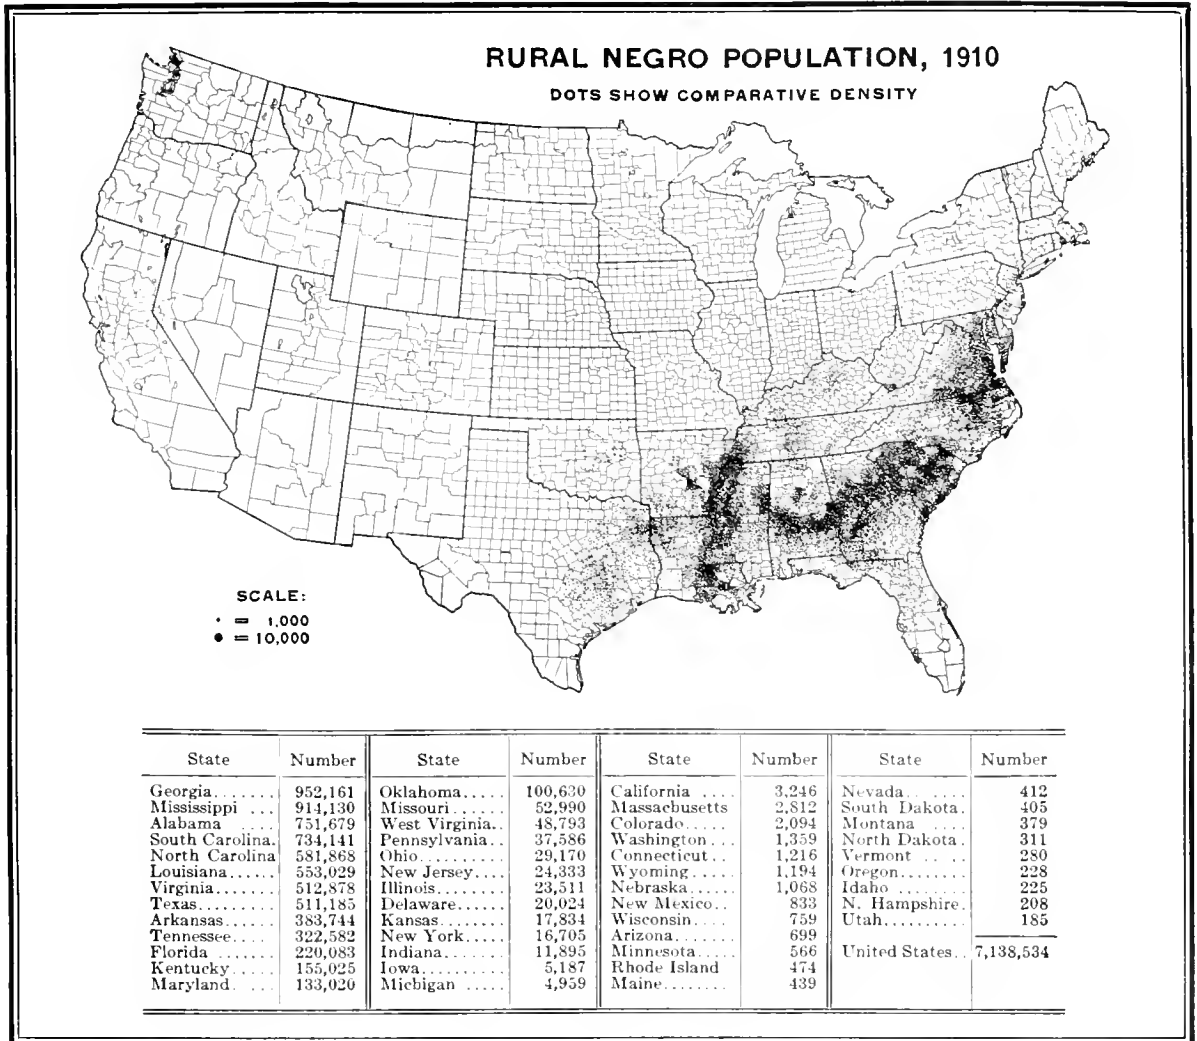 RURAL NEGRO POPULATION, 1910
DOTS SHOW COMPARATIVE DENSITY
SCALE:
· = 1,000
● = 10,000
State Number State Number State Number State Number
Georgia....... 952,161 Oklahoma..... 100,630 California .... 3,246 Nevada....... 412
Mississippi ... 914,130 Missouri...... 52,990 Massachusetts 2,812 South Dakota. 405
Alabama .... 751,679 West Virginia.. 48,793 Colorado..... 2,094 Montana .... 379
South Carolina. 734,141 Pennsylvania.. 37,586 Washington... 1,359 North Dakota. 311
North Carolina 581,868 Ohio.......... 29,170 Connecticut.. 1,216 Vermont .. .. 280
Louisiana..... 553,029 New Jersey.... 24,333 Wyoming..... 1,194 Oregon........ 228
Virginia....... 512,878 Illinois........ 23,511 Nebraska...... 1,068 Idaho ........ 225
Texas......... 511,185 Delaware...... 20,024 New Mexico.. 833 N. Hampshire. 208
Arkansas...... 383,744 Kansas........ 17,834 Wisconsin.... 759 Utah......... 185
Tennessee.... 322,582 New York..... 16,705 Arizona....... 699
Florida ....... 220,083 Indiana....... 11,895 Minnesota..... 566 United States.. 7,138,534
Kentucky..... 155,025 Iowa.......... 5,187 Rhode Island 474
Maryland. ... 133,020 Michigan ..... 4,959 Maine........ 439